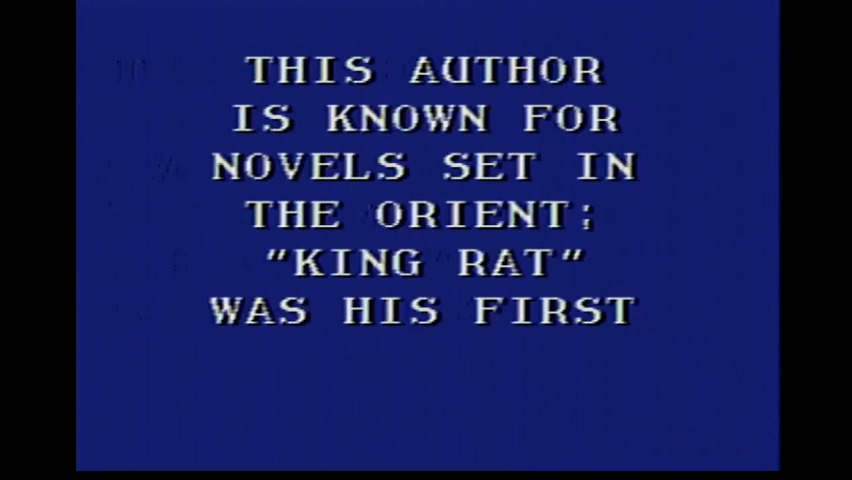 THIS AUTHOR
IS KNOWN FOR
NOVELS SET IN
THE ORIENT;
"KING RAT"
WAS HIS FIRST